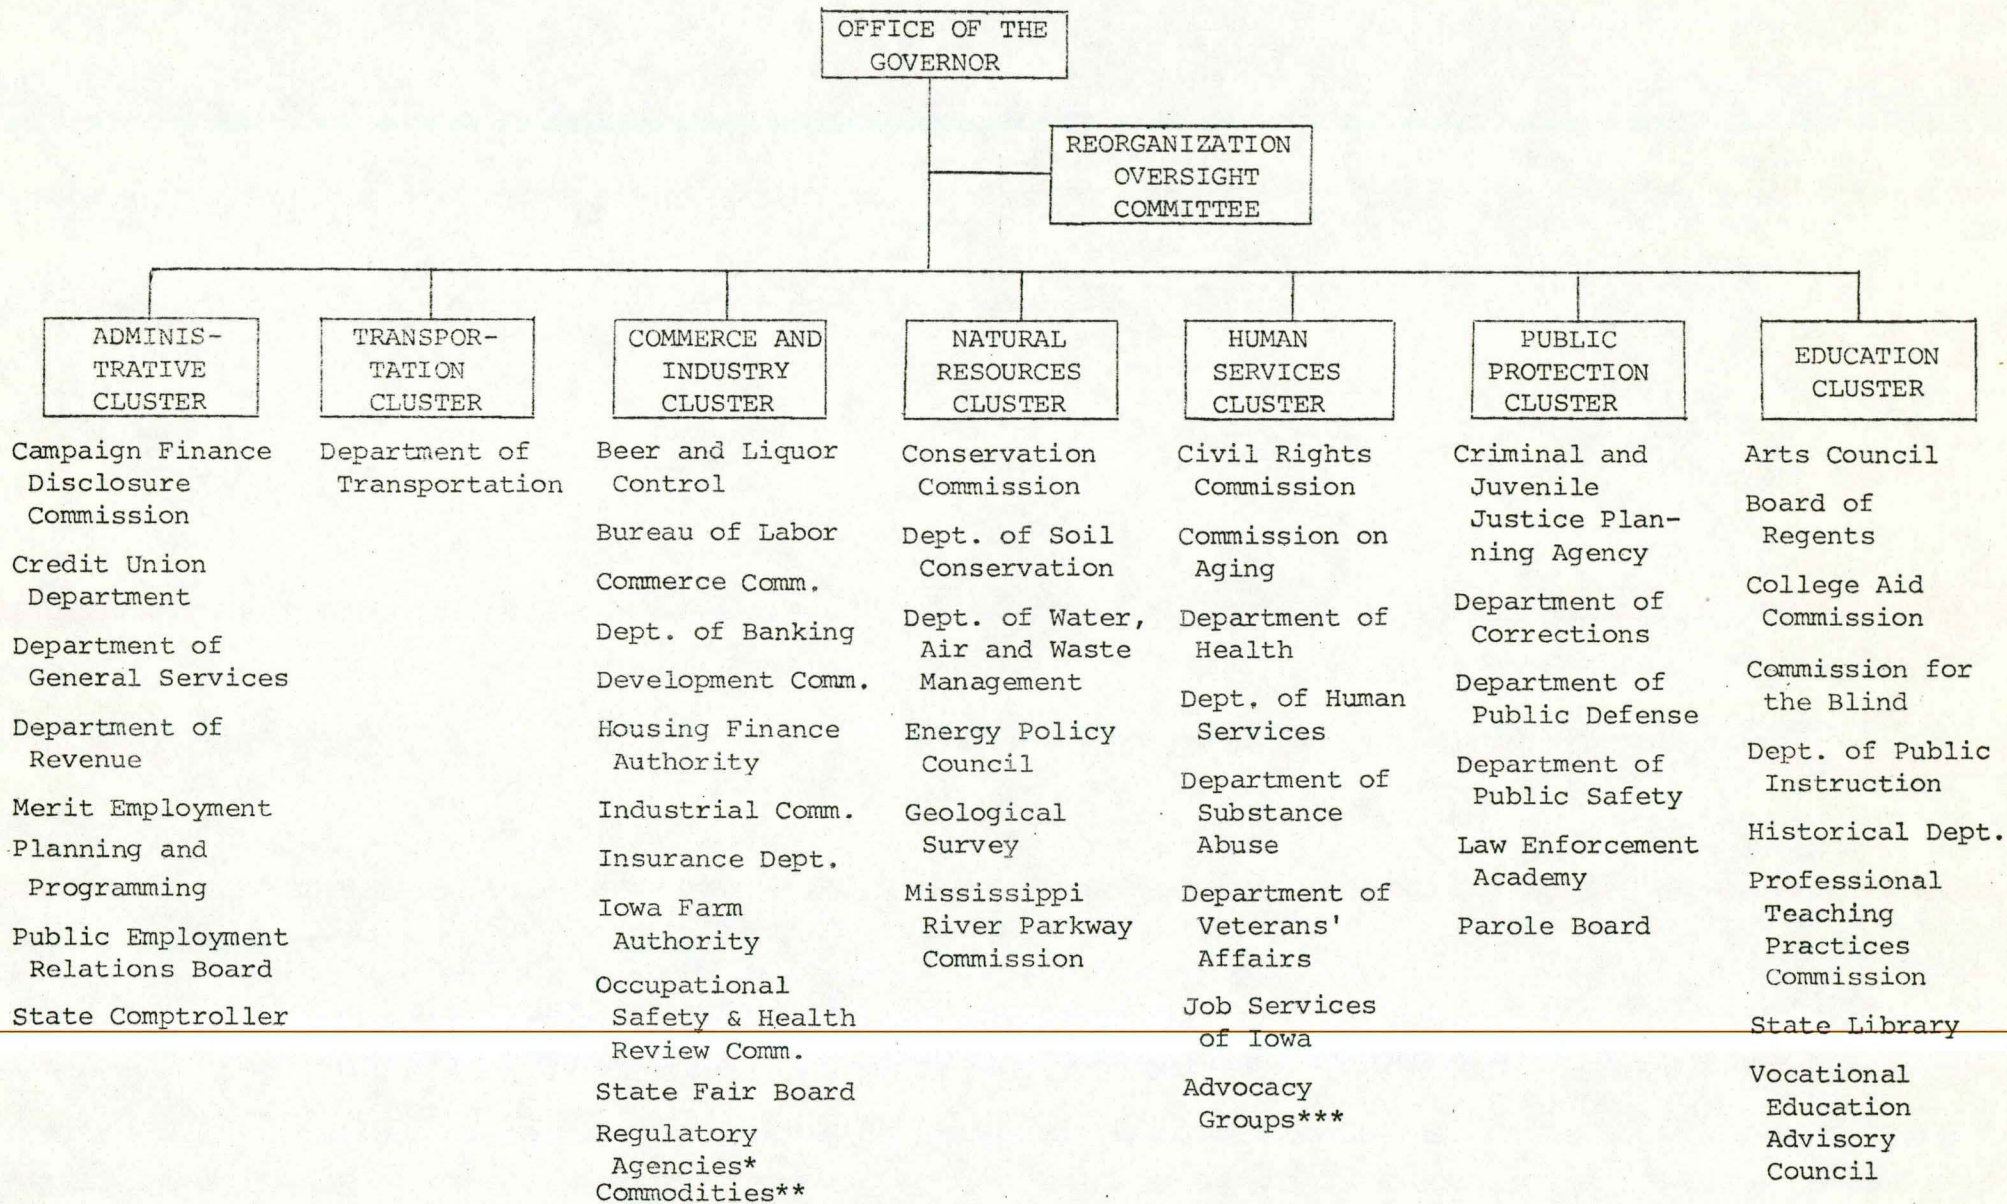 OFFICE OF THE
GOVERNOR
REORGANIZATION
OVERSIGHT
COMMITTEE
ADMINIS-
TRATIVE
CLUSTER
Campaign Finance
Disclosure
Commission
Credit Union
Department
Department of
General Services
Department of
Revenue
Merit Employment
Planning and
Programming
Public Employment
Relations Board
State Comptroller
TRANSPOR-
TATION
CLUSTER
Department of
Transportation
COMMERCE AND
INDUSTRY
CLUSTER
Beer and Liquor
Control
Bureau of Labor
Commerce Comm.
Dept. of Banking
Development Comm.
Housing Finance
Authority
Industrial Comm.
Insurance Dept.
Iowa Farm
Authority
Occupational
Safety & Health
Review Comm.
State Fair Board
Regulatory
Agencies*
Commodities**
NATURAL
RESOURCES
CLUSTER
Conservation
Commission
Dept. of Soil
Conservation
Dept. of Water,
Air and Waste
Management
Energy Policy
Council
Geological
Survey
Mississippi
River Parkway
Commission
HUMAN
SERVICES
CLUSTER
Civil Rights
Commission
Commission on
Aging
Department of
Health
Dept. of Human
Services
Department of
Substance
Abuse
Department of
Veterans'
Affairs
Job Services
of Iowa
Advocacy
Groups***
PUBLIC
PROTECTION
CLUSTER
Criminal and
Juvenile
Justice Plan-
ning Agency
Department of
Corrections
Department of
Public Defense
Department of
Public Safety
Law Enforcement
Academy
Parole Board
EDUCATION
CLUSTER
Arts Council
Board of
Regents
College Aid
Commission
Commission for
the Blind
Dept. of Public
Instruction
Historical Dept.
Professional
Teaching
Practices
Commission
State Library
Vocational
Education
Advisory
Council